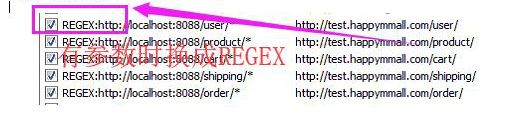 REGEX:http://localhost:8088/user/ http://test.happymmall.com/user/
REGEX:http://localhost:8088/product/* http://test.happymmall.com/product/
REGEX:http://localhost:8088/cart/* http://test.happymmall.com/cart/
有参数时换成REGEX
REGEX:http://localhost:8088/shipping/* http://test.happymmall.com/shipping/
REGEX:http://localhost:8088/order/* http://test.happymmall.com/order/